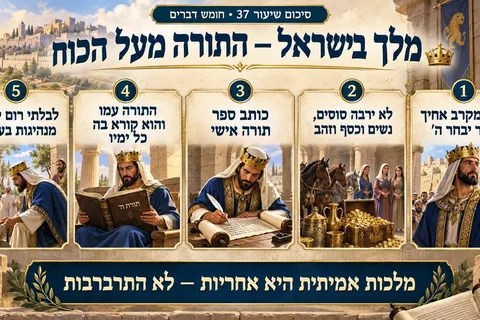 סיכום שיעור 37 • חומש דברים
מלך בישראל – התורה מעל הכוח
1
מקרב אחיך
יבחר ה'
2
לא ירבה סוסים,
נשים וכסף וזהב
3
כותב ספר
תורה אישי
4
התורה עמו
והוא קורא בה
כל ימיו
תורת ה'
5
לבלתי רום
מנהיגות
מלכות אמיתית היא אחריות – לא התרברבות